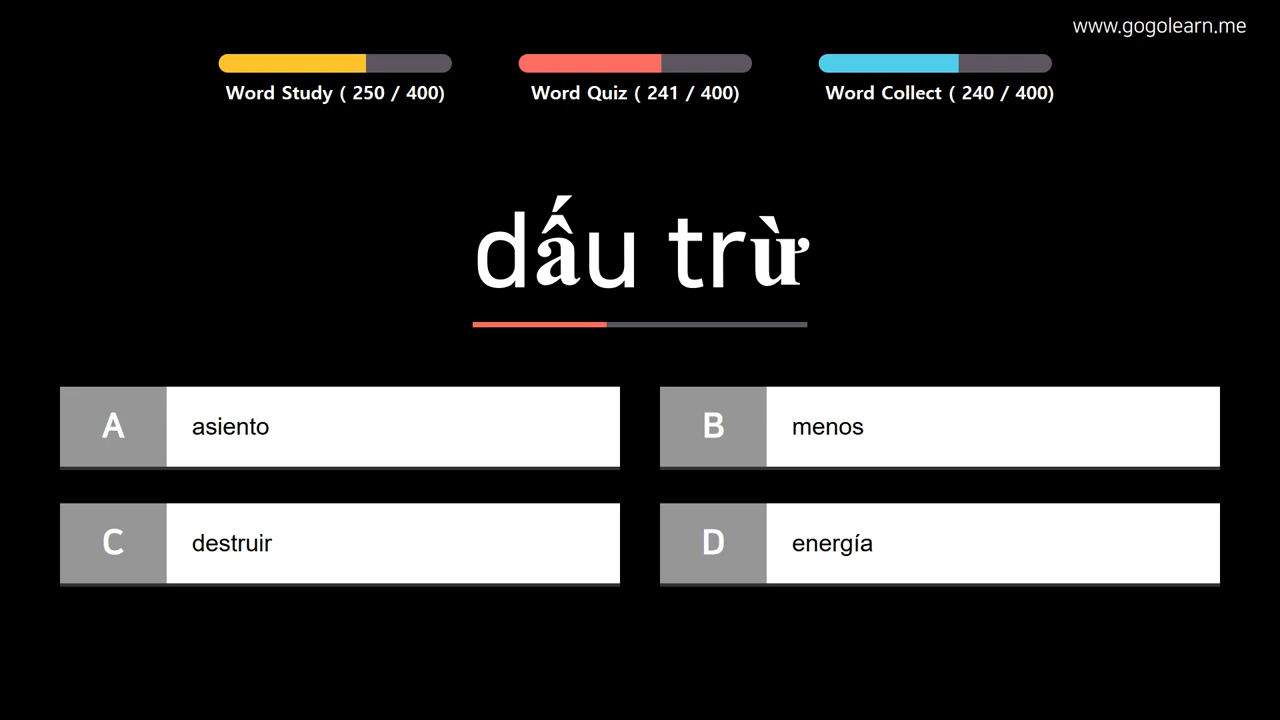 www.gogolearn.me
Word Study ( 250 / 400)
Word Quiz ( 241 / 400)
Word Collect ( 240 / 400)
dấu trừ
A asiento
B menos
C destruir
D energía